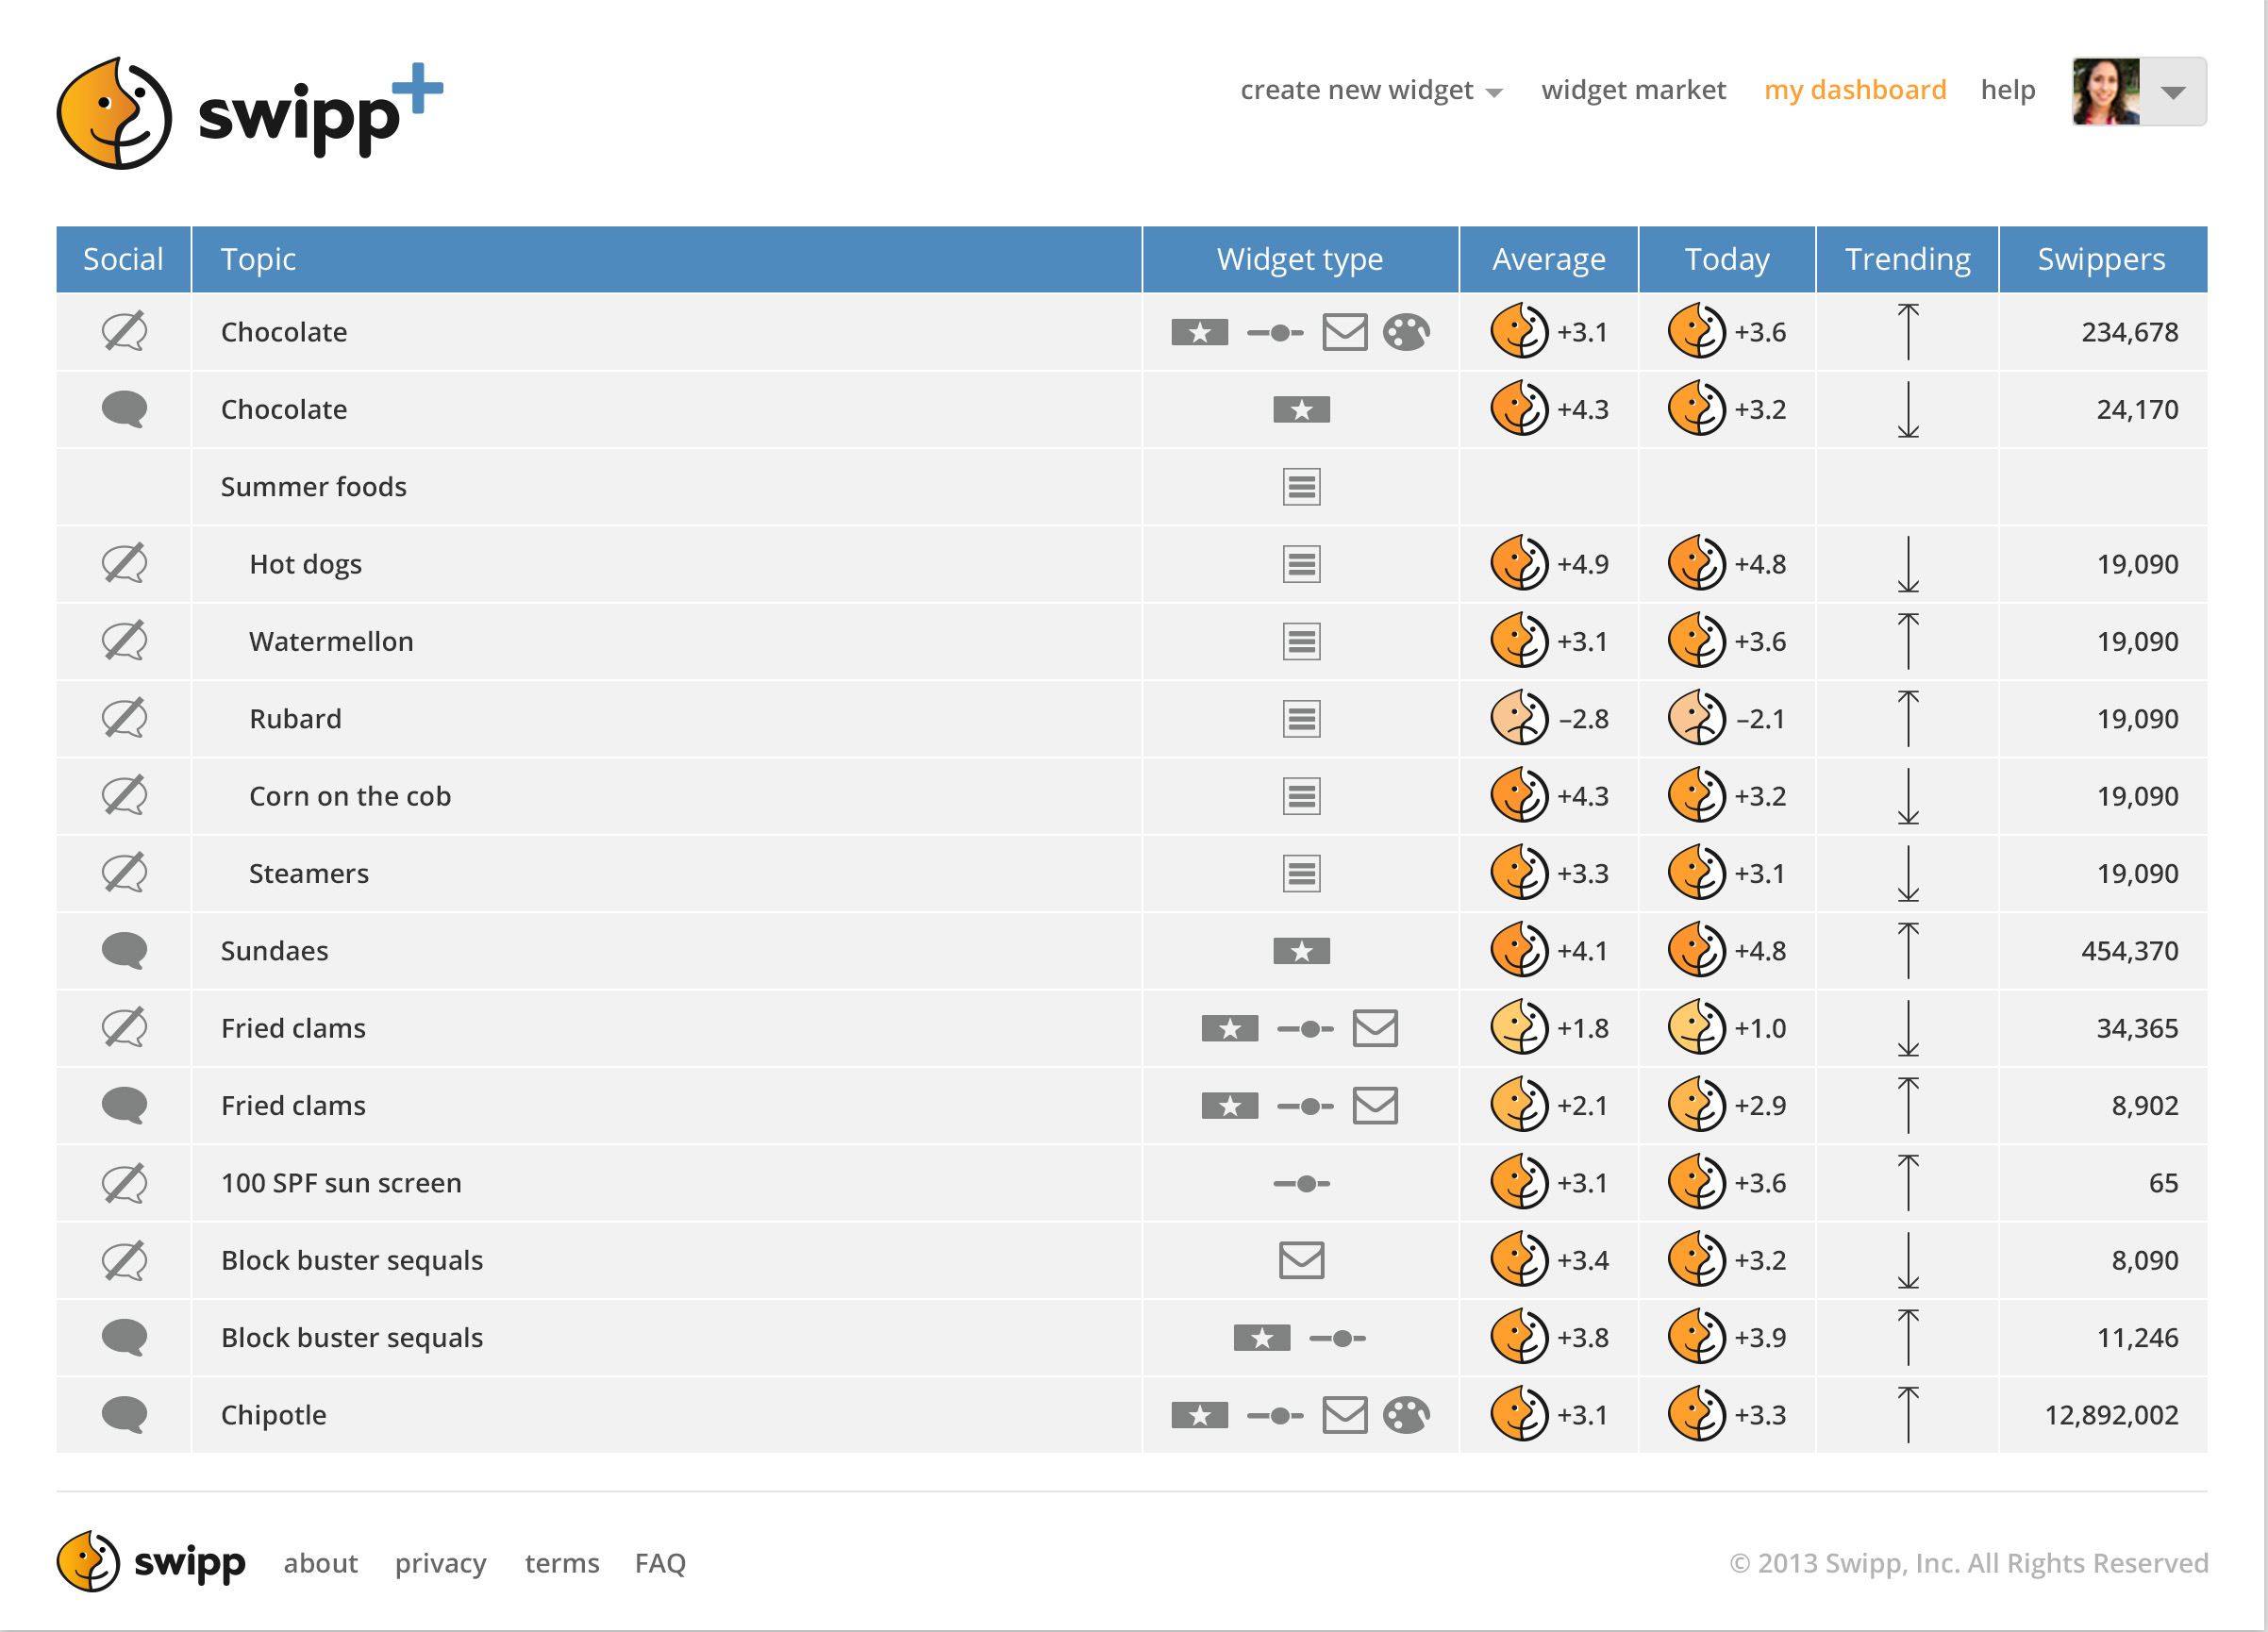 swipp+
create new widget widget market my dashboard help
Social Topic Widget type Average Today Trending Swippers
Chocolate +3.1 +3.6 234,678
Chocolate +4.3 +3.2 24,170
Summer foods
Hot dogs +4.9 +4.8 19,090
Watermellon +3.1 +3.6 19,090
Rubard –2.8 –2.1 19,090
Corn on the cob +4.3 +3.2 19,090
Steamers +3.3 +3.1 19,090
Sundaes +4.1 +4.8 454,370
Fried clams +1.8 +1.0 34,365
Fried clams +2.1 +2.9 8,902
100 SPF sun screen +3.1 +3.6 65
Block buster sequals +3.4 +3.2 8,090
Block buster sequals +3.8 +3.9 11,246
Chipotle +3.1 +3.3 12,892,002
swipp about privacy terms FAQ © 2013 Swipp, Inc. All Rights Reserved